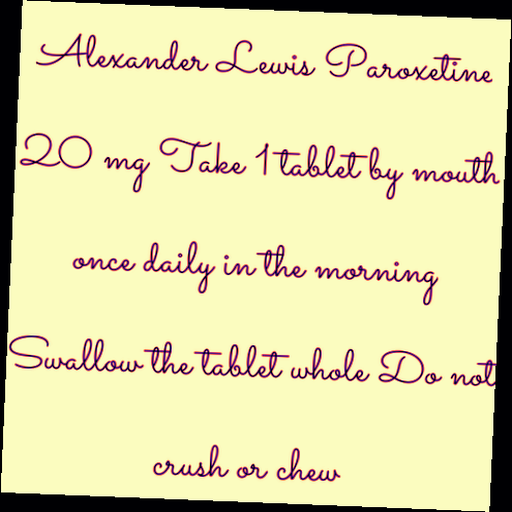 Alexander Lewis Paroxetine
20 mg Take 1 tablet by mouth
once daily in the morning
Swallow the tablet whole Do not
crush or chew